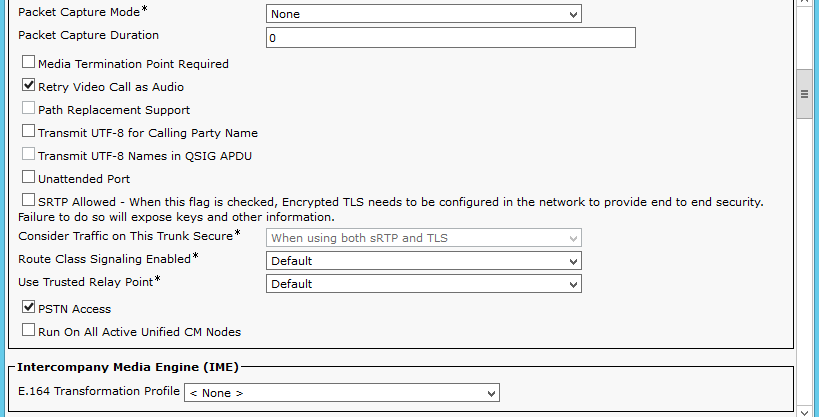 Packet Capture Mode* None
Packet Capture Duration 0
Media Termination Point Required
Retry Video Call as Audio
Path Replacement Support
Transmit UTF-8 for Calling Party Name
Transmit UTF-8 Names in QSIG APDU
Unattended Port
SRTP Allowed - When this flag is checked, Encrypted TLS needs to be configured in the network to provide end to end security.
Failure to do so will expose keys and other information.
Consider Traffic on This Trunk Secure* When using both sRTP and TLS
Route Class Signaling Enabled* Default
Use Trusted Relay Point* Default
PSTN Access
Run On All Active Unified CM Nodes
Intercompany Media Engine (IME)
E.164 Transformation Profile < None >